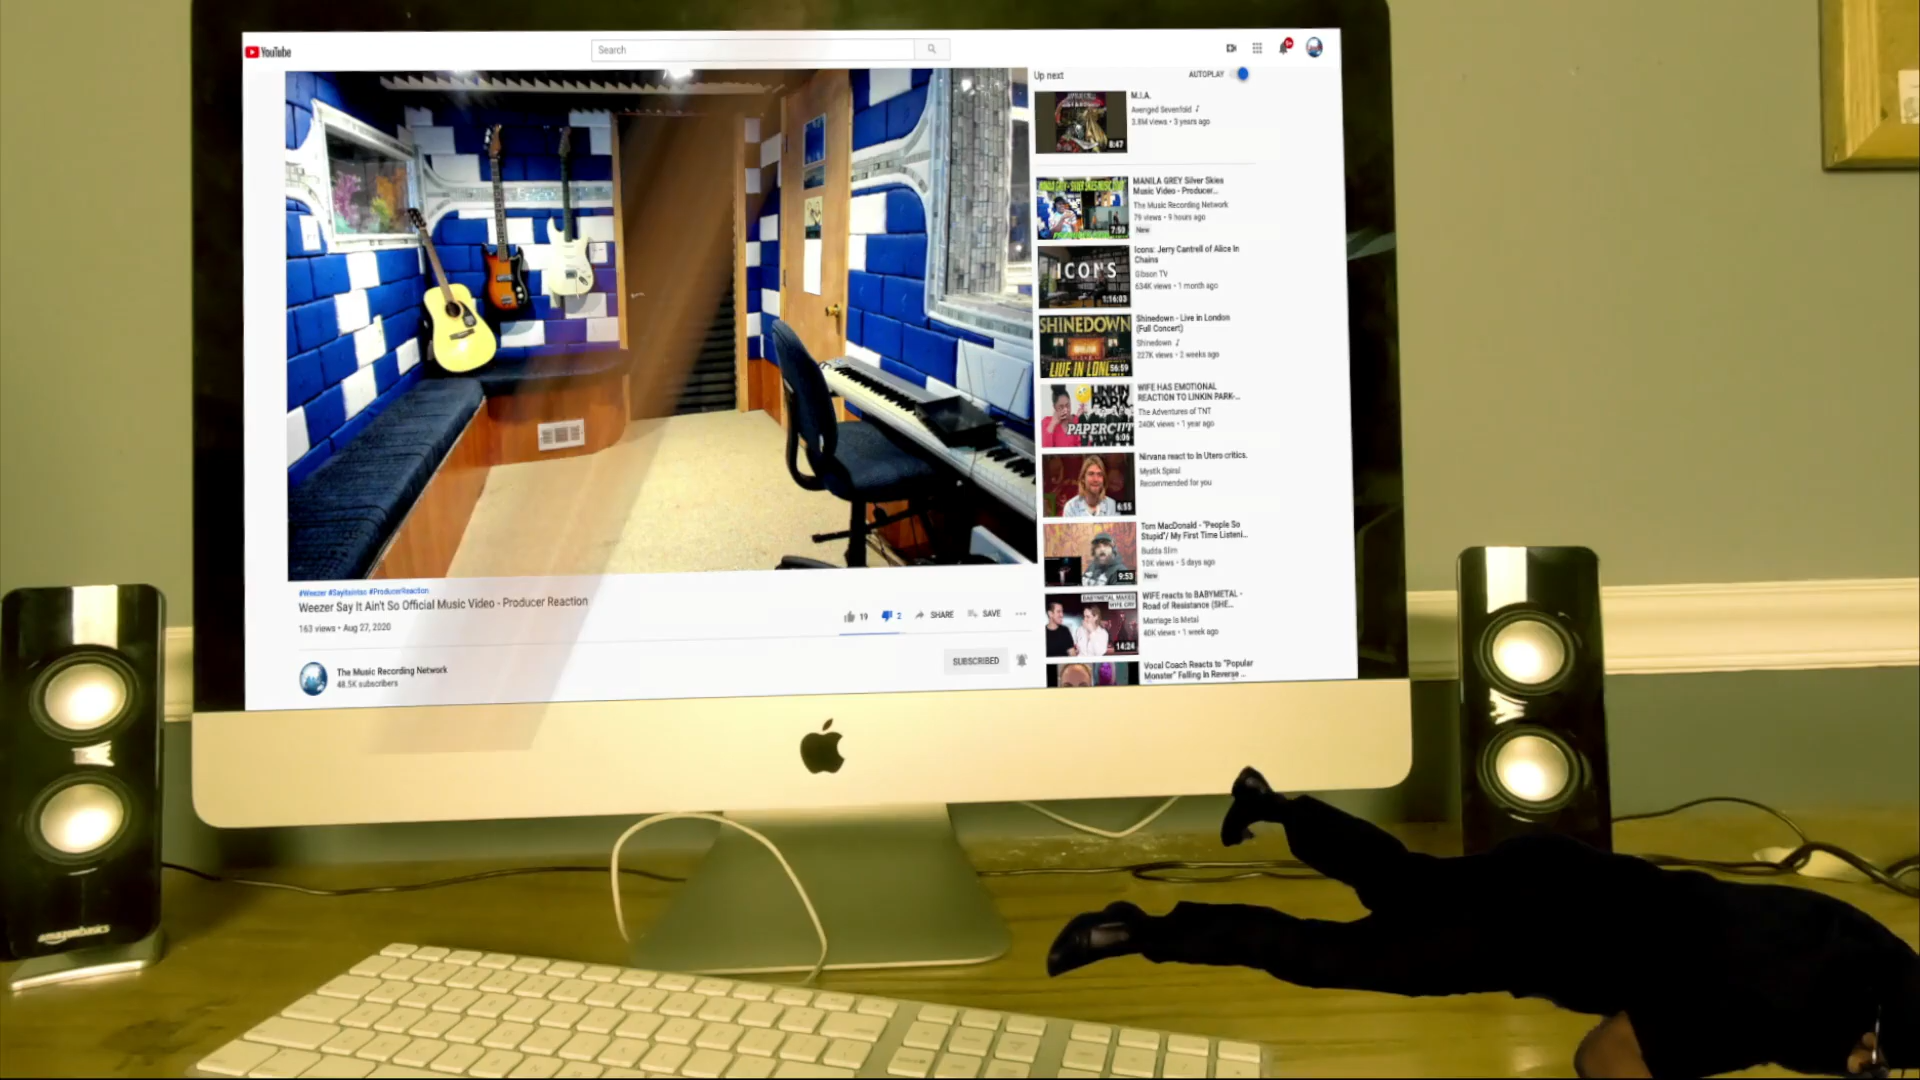 YouTube
Search
Up next
AUTOPLAY
M.I.A.
Avenged Sevenfold
3.8M views • 3 years ago
8:47
MANILA GREY Silver Skies
Music Video - Producer...
The Music Recording Network
79 views • 9 hours ago
New
7:59
Icons: Jerry Cantrell of Alice In
Chains
Gibson TV
634K views • 1 month ago
ICONS
1:16:03
Shinedown - Live in London
(Full Concert)
Shinedown
227K views • 2 weeks ago
SHINEDOWN
LIVE IN LON
56:59
WIFE HAS EMOTIONAL
REACTION TO LINKIN PARK-...
The Adventures of TNT
240K views • 1 year ago
LINKIN
PARK
PAPERCUT
6:06
Nirvana react to In Utero critics.
Mystik Spiral
Recommended for you
6:55
Tom MacDonald - "People So
Stupid"/ My First Time Listeni...
Budda Slim
10K views • 5 days ago
New
9:53
WIFE reacts to BABYMETAL -
Road of Resistance (SHE...
Marriage Is Metal
40K views • 1 week ago
BABYMETAL MAKES
WIFE CRY
14:24
Vocal Coach Reacts to "Popular
Monster" Falling In Reverse ...
#Weezer #SayItAintso #ProducerReaction
Weezer Say It Ain't So Official Music Video - Producer Reaction
163 views • Aug 27, 2020
19
2
SHARE
SAVE
SUBSCRIBED
The Music Recording Network
48.5K subscribers
amazonbasics